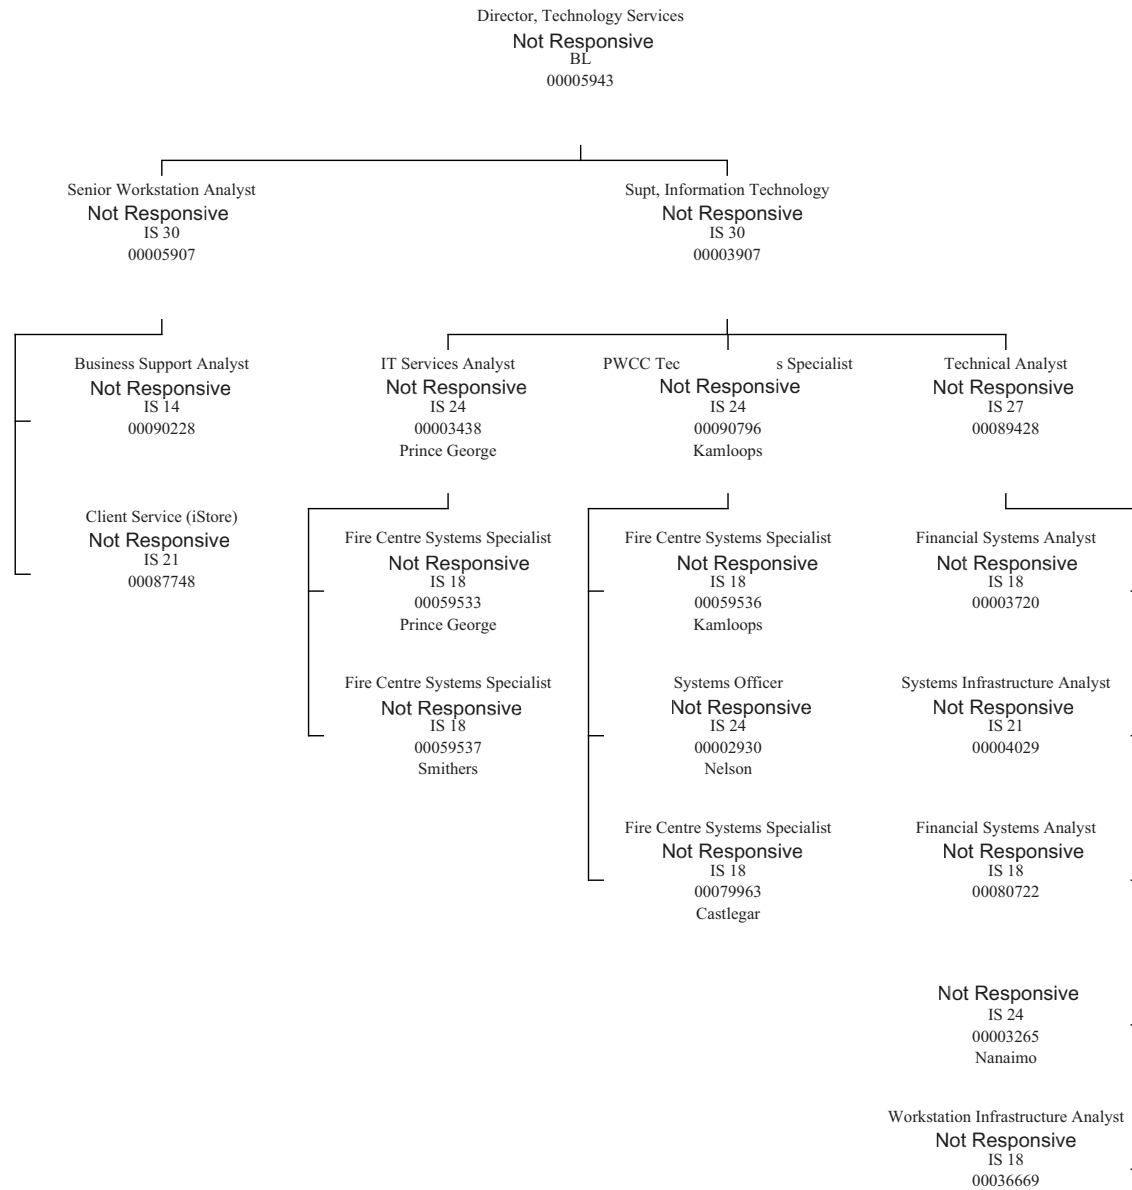 Director, Technology Services
Not Responsive
BL
00005943
Senior Workstation Analyst
Not Responsive
IS 30
00005907
Supt, Information Technology
Not Responsive
IS 30
00003907
Business Support Analyst
Not Responsive
IS 14
00090228
Client Service (iStore)
Not Responsive
IS 21
00087748
IT Services Analyst
Not Responsive
IS 24
00003438
Prince George
Fire Centre Systems Specialist
Not Responsive
IS 18
00059533
Prince George
Fire Centre Systems Specialist
Not Responsive
IS 18
00059537
Smithers
PWCC Tec s Specialist
Not Responsive
IS 24
00090796
Kamloops
Fire Centre Systems Specialist
Not Responsive
IS 18
00059536
Kamloops
Systems Officer
Not Responsive
IS 24
00002930
Nelson
Fire Centre Systems Specialist
Not Responsive
IS 18
00079963
Castlegar
Technical Analyst
Not Responsive
IS 27
00089428
Financial Systems Analyst
Not Responsive
IS 18
00003720
Systems Infrastructure Analyst
Not Responsive
IS 21
00004029
Financial Systems Analyst
Not Responsive
IS 18
00080722
Not Responsive
IS 24
00003265
Nanaimo
Workstation Infrastructure Analyst
Not Responsive
IS 18
00036669